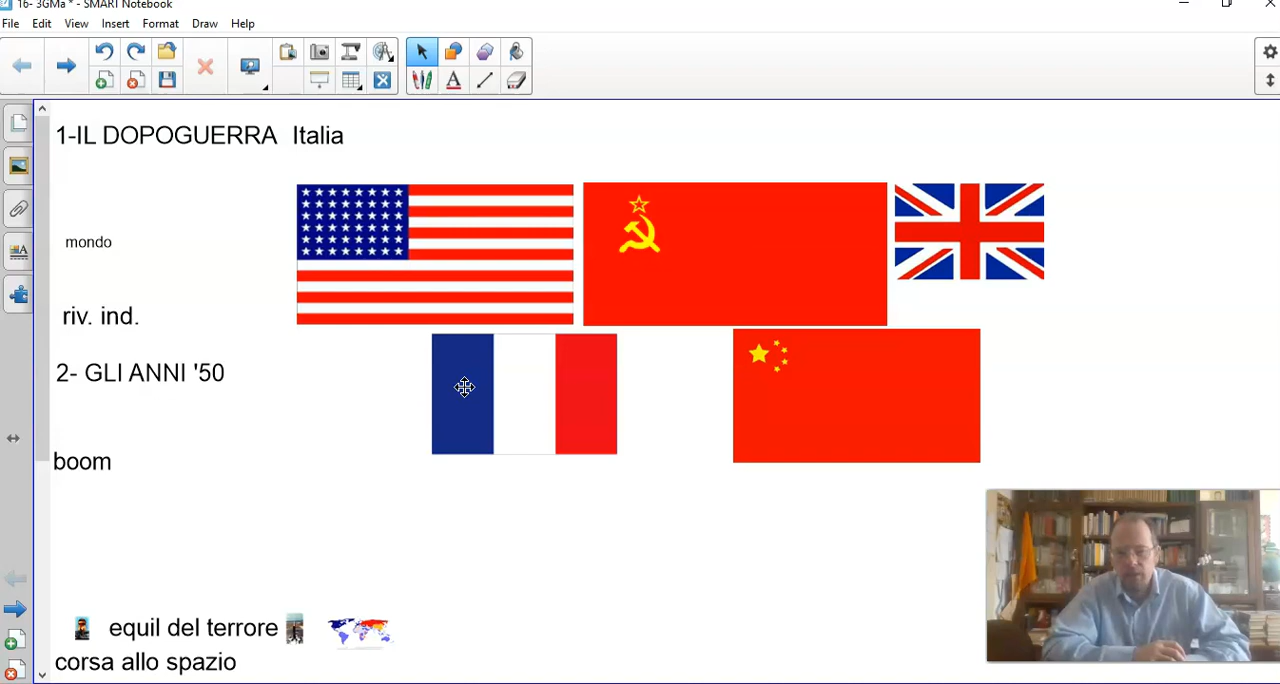 16- 3GMa * - SMART Notebook
File Edit View Insert Format Draw Help
1-IL DOPOGUERRA Italia
mondo
riv. ind.
2- GLI ANNI '50
boom
equil del terrore
corsa allo spazio